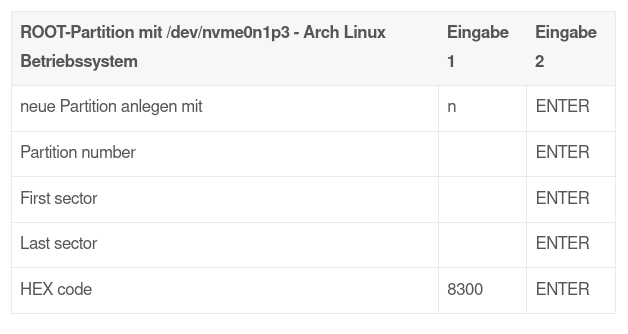 ROOT-Partition mit /dev/nvme0n1p3 - Arch Linux Betriebssystem Eingabe 1 Eingabe 2
neue Partition anlegen mit n ENTER
Partition number ENTER
First sector ENTER
Last sector ENTER
HEX code 8300 ENTER